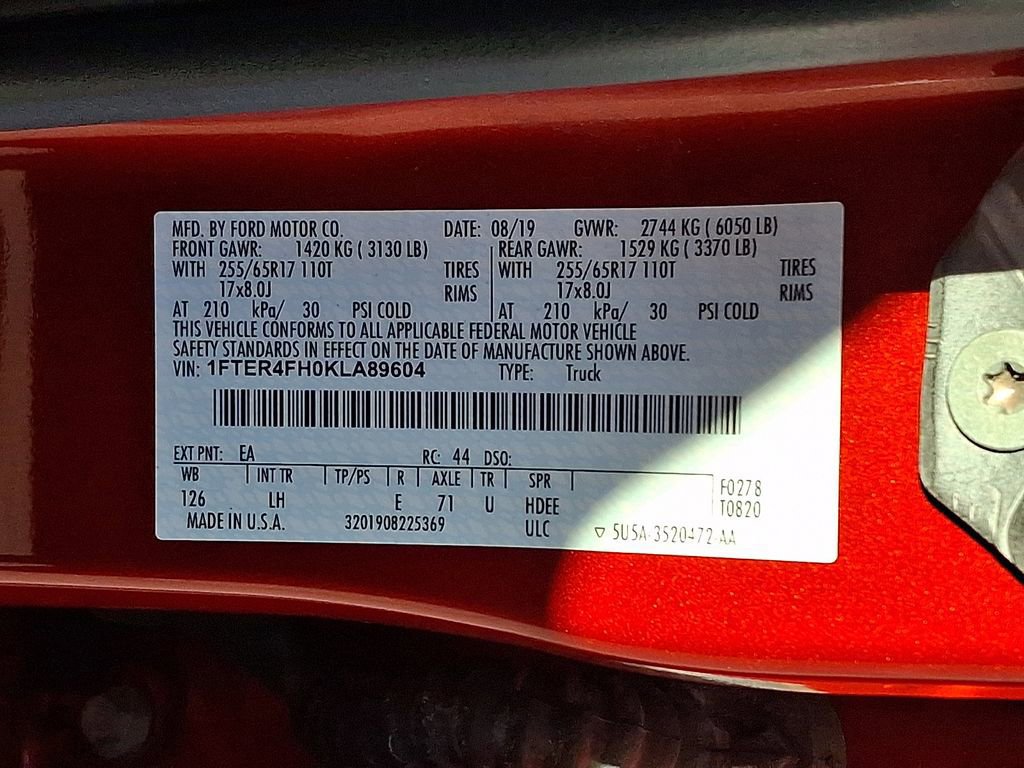 MFD. BY FORD MOTOR CO. DATE: 08/19 GVWR: 2744 KG ( 6050 LB)
FRONT GAWR: 1420 KG ( 3130 LB) REAR GAWR: 1529 KG ( 3370 LB)
WITH 255/65R17 110T TIRES WITH 255/65R17 110T TIRES
17x8.0J RIMS 17x8.0J RIMS
AT 210 kPa/ 30 PSI COLD AT 210 kPa/ 30 PSI COLD
THIS VEHICLE CONFORMS TO ALL APPLICABLE FEDERAL MOTOR VEHICLE
SAFETY STANDARDS IN EFFECT ON THE DATE OF MANUFACTURE SHOWN ABOVE.
VIN: 1FTER4FH0KLA89604 TYPE: Truck
EXT PNT: EA RC: 44 DSO:
WB INT TR TP/PS R AXLE TR SPR
126 LH E 71 U HDEE
F0278
T0820
MADE IN U.S.A. 3201908225369 ULC 5U5A-3520472-AA